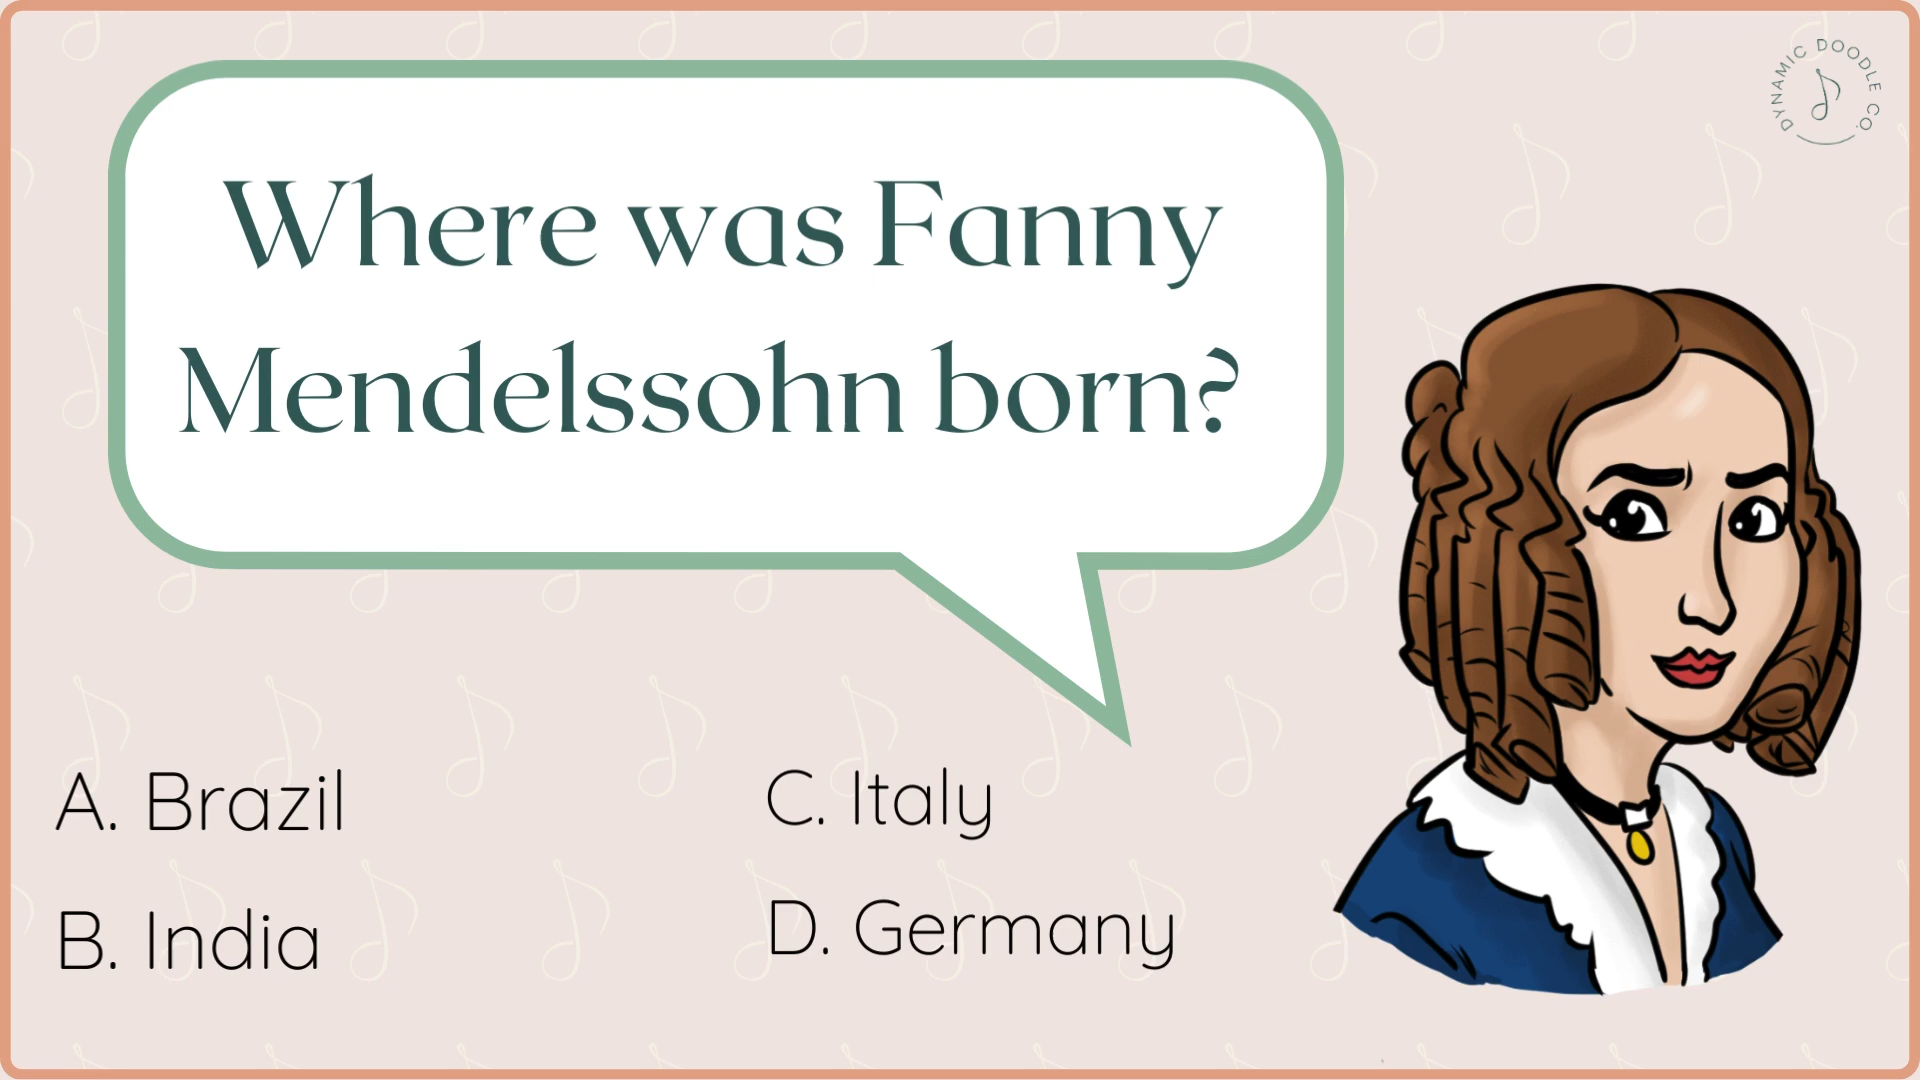 DYNAMIC DOODLE CO.
Where was Fanny
Mendelssohn born?
A. Brazil
B. India
C. Italy
D. Germany